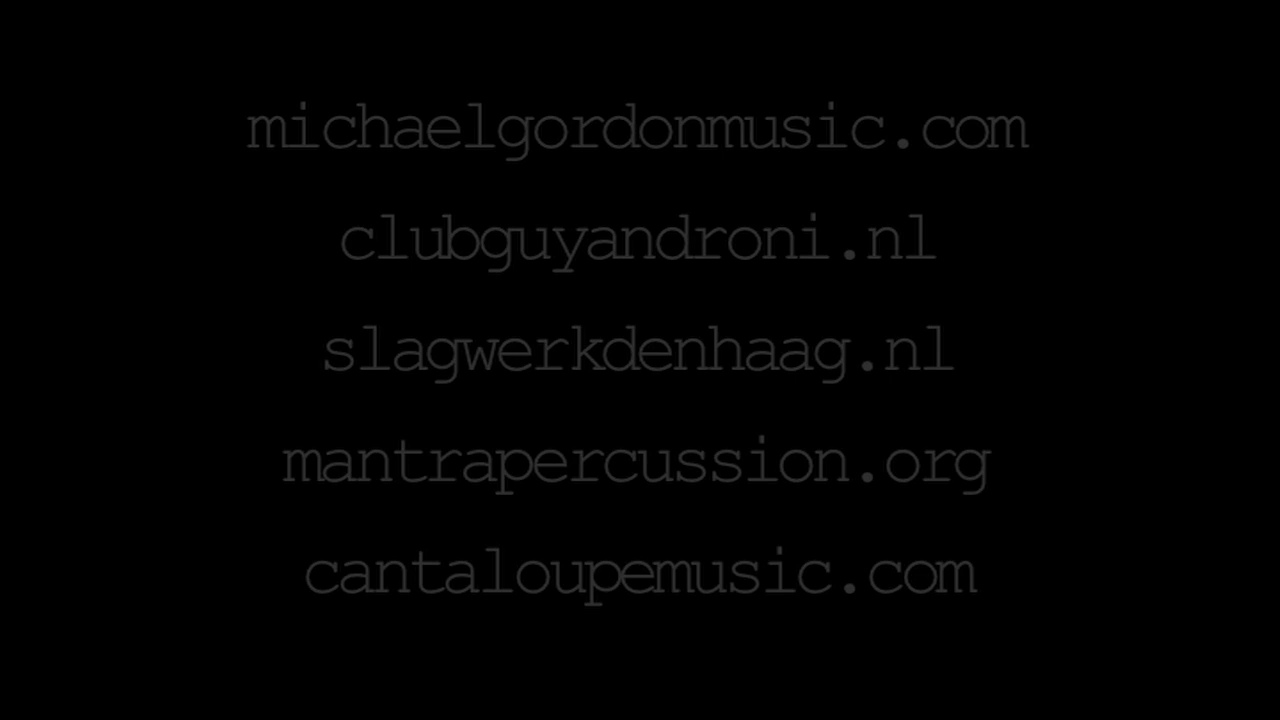 michaelgordonmusic.com
clubguyandroni.nl
slagwerkdenhaag.nl
mantrapercussion.org
cantaloupemusic.com